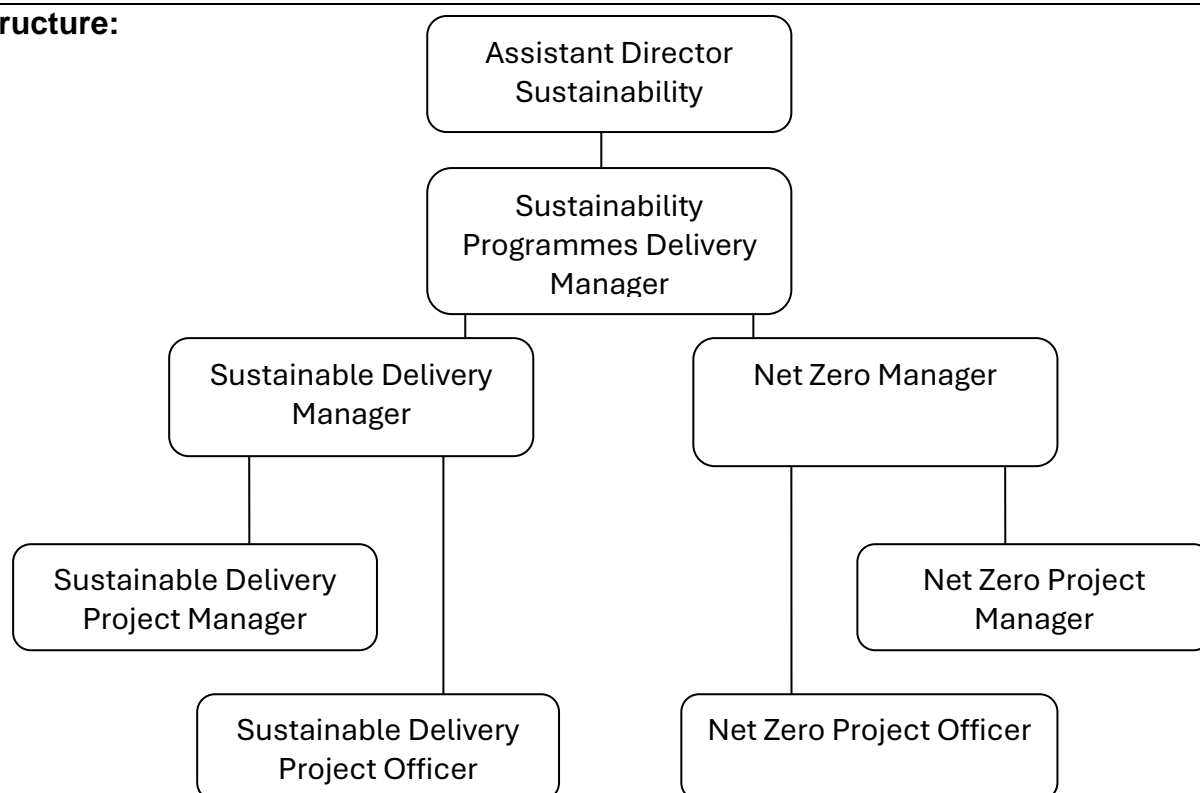 ructure:
Assistant Director
Sustainability
Sustainability
Programmes Delivery
Manager
Sustainable Delivery
Manager
Net Zero Manager
Sustainable Delivery
Project Manager
Net Zero Project
Manager
Sustainable Delivery
Project Officer
Net Zero Project Officer